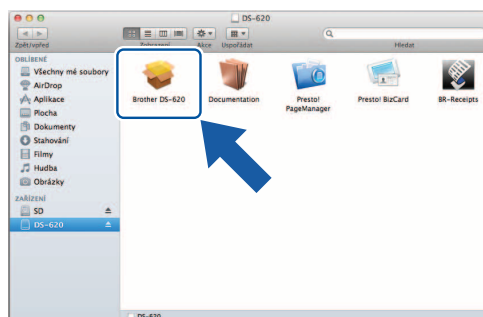 DS-620
Zpět/vpřed
Zobrazení
Akce
Uspořádat
Hledat
OBLÍBENÉ
Všechny mé soubory
AirDrop
Aplikace
Plocha
Dokumenty
Stahování
Filmy
Hudba
Obrázky
ZAŘÍZENÍ
SD
DS-620
Brother DS-620
Documentation
Presto!
PageManager
Presto! BizCard
BR-Receipts
DS-620